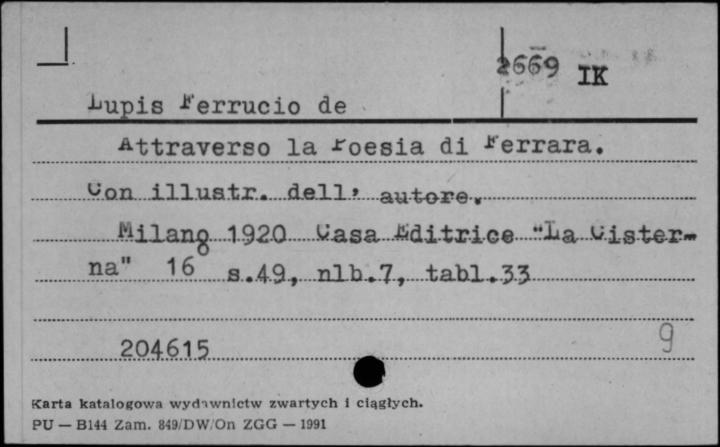 2669 IK
Lupis Ferrucio de
Attraverso la Poesia di Ferrara.
Con illustr. dell' autore.
Milano 1920 Casa Editrice "La Cister-
na" 16° s.49, nlb.7, tabl.33
204615 9
Karta katalogowa wydawnictw zwartych i ciągłych.
PU — B144 Zam. 849/DW/On ZGG — 1991